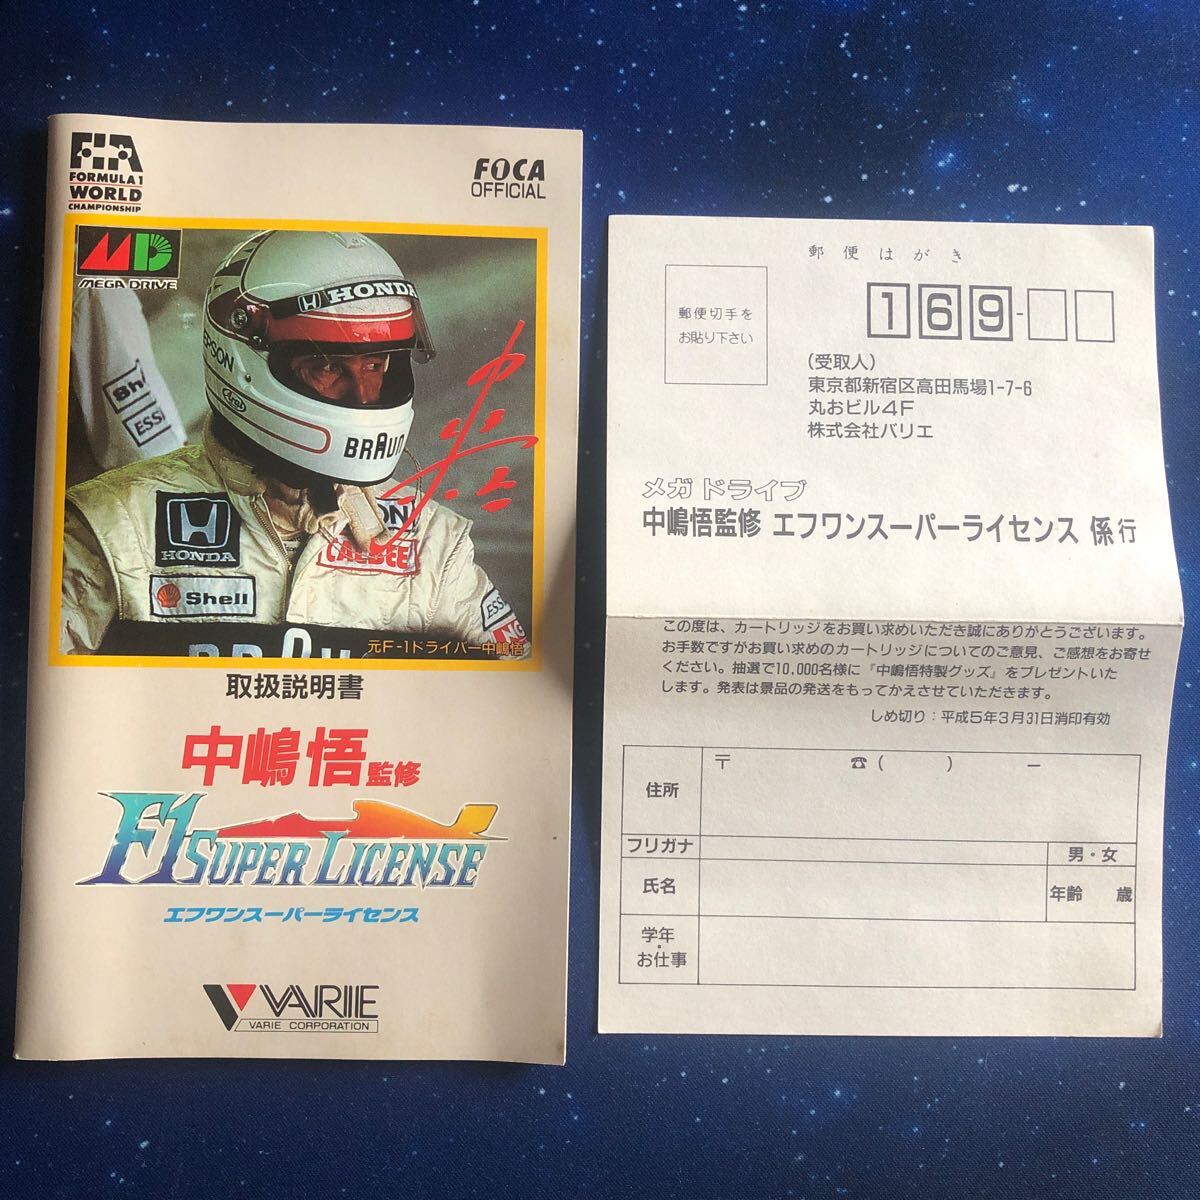 FIA
FORMULA 1
WORLD
CHAMPIONSHIP
FOCA
OFFICIAL
MD
MEGA DRIVE
HONDA
EPSON
Arai
BRAUN
Sh
ESS
HONDA
Shell
ON
CALBEE
ESS
NG
BRAUN
元F-1ドライバー中嶋悟
取扱説明書
中嶋悟監修
F1 SUPER LICENSE
エフワンスーパーライセンス
VARIE
VARIE CORPORATION
郵便はがき
郵便切手を
お貼り下さい
169-
(受取人)
東京都新宿区高田馬場1-7-6
丸おビル4F
株式会社バリエ
メガ ドライブ
中嶋悟監修 エフワンスーパーライセンス 係行
この度は、カートリッジをお買い求めいただき誠にありがとうございます。
お手数ですがお買い求めのカートリッジについてのご意見、ご感想をお寄せ
ください。抽選で10,000名様に『中嶋悟特製グッズ』をプレゼントいた
します。発表は景品の発送をもってかえさせていただきます。
しめ切り:平成5年3月31日消印有効
住所
〒 ☎( ) −
フリガナ
男・女
氏名
年齢 歳
学年
・
お仕事